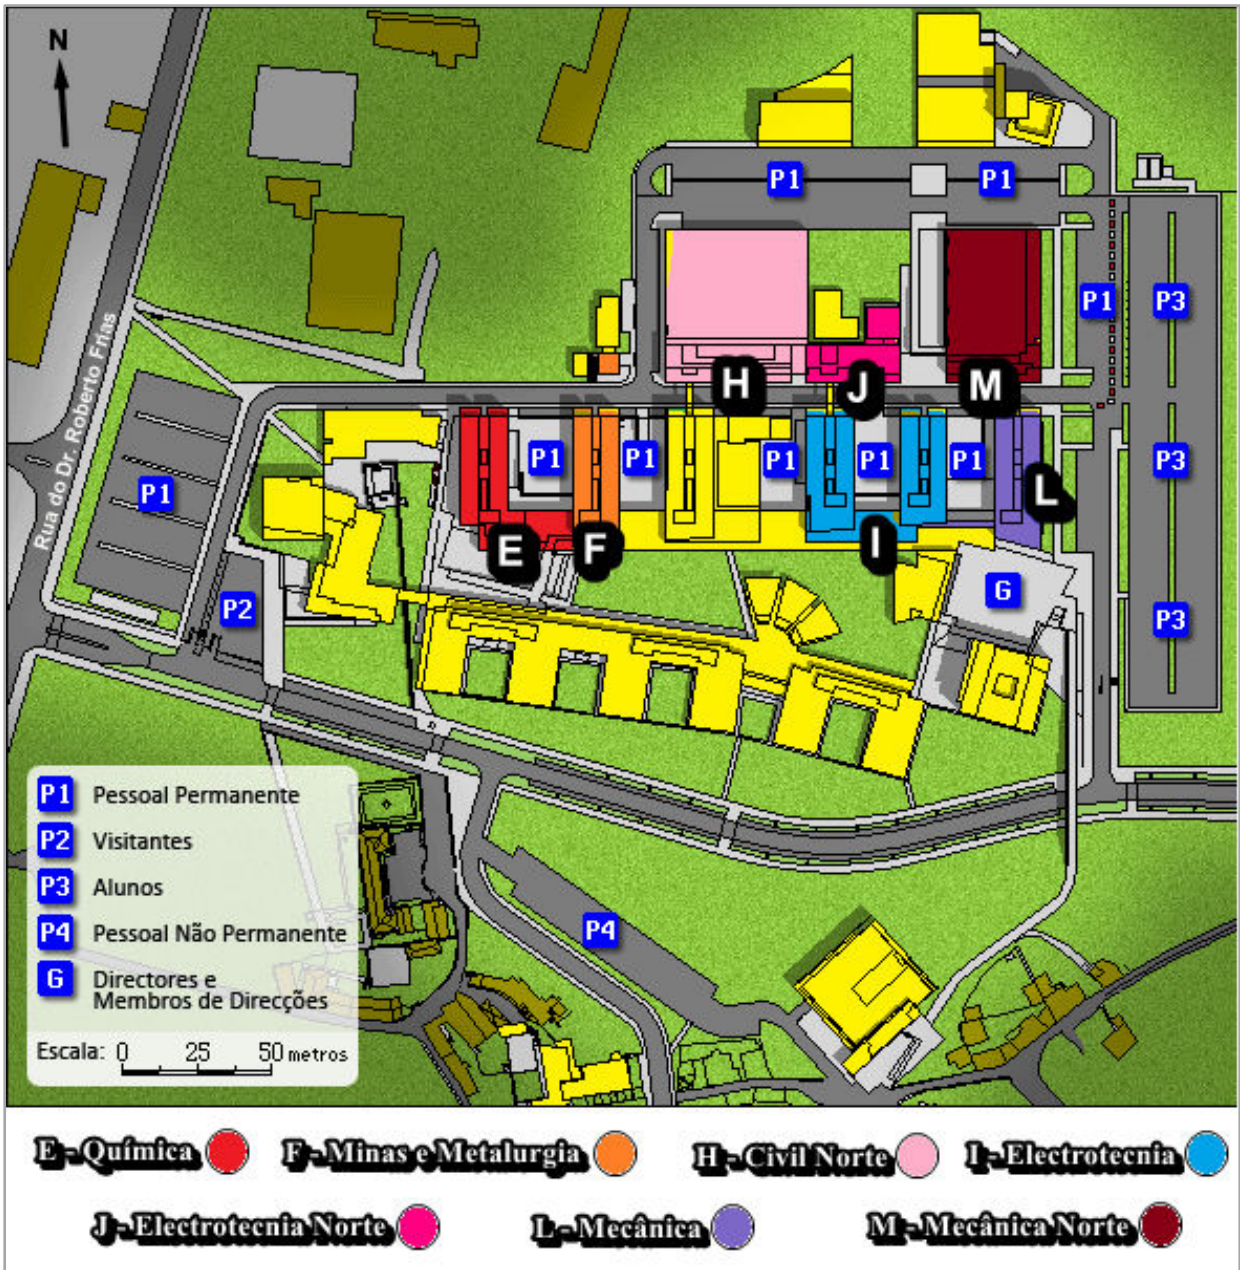 N
P1
P1
P1
P3
Rua do Dr. Roberto Frias
H
J
M
P1
P1
P1
P1
P1
P1
P3
L
E
F
I
P2
G
P3
P1 Pessoal Permanente
P2 Visitantes
P3 Alunos
P4 Pessoal Não Permanente
G Directores e
Membros de Direcções
P4
Escala: 0 25 50 metros
E - Química
F - Minas e Metalurgia
H - Civil Norte
I - Electrotecnia
J - Electrotecnia Norte
L - Mecânica
M - Mecânica Norte